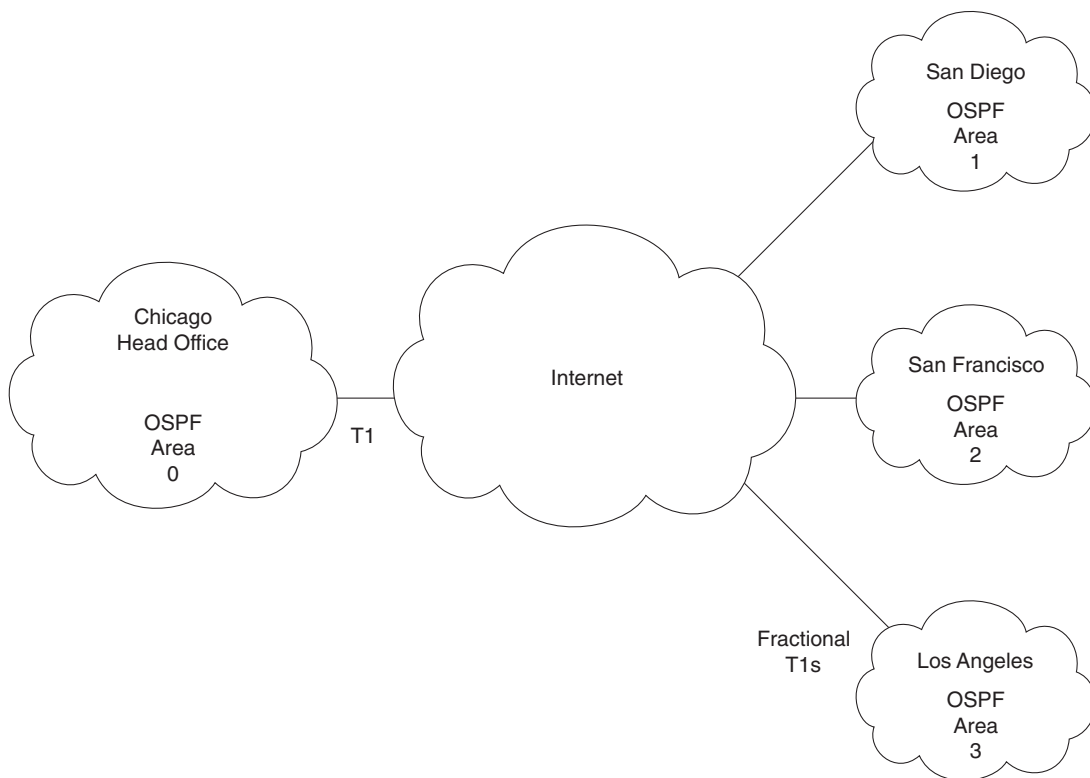 San Diego
OSPF
Area
1
Chicago
Head Office
OSPF
Area
0
T1
Internet
San Francisco
OSPF
Area
2
Fractional
T1s
Los Angeles
OSPF
Area
3